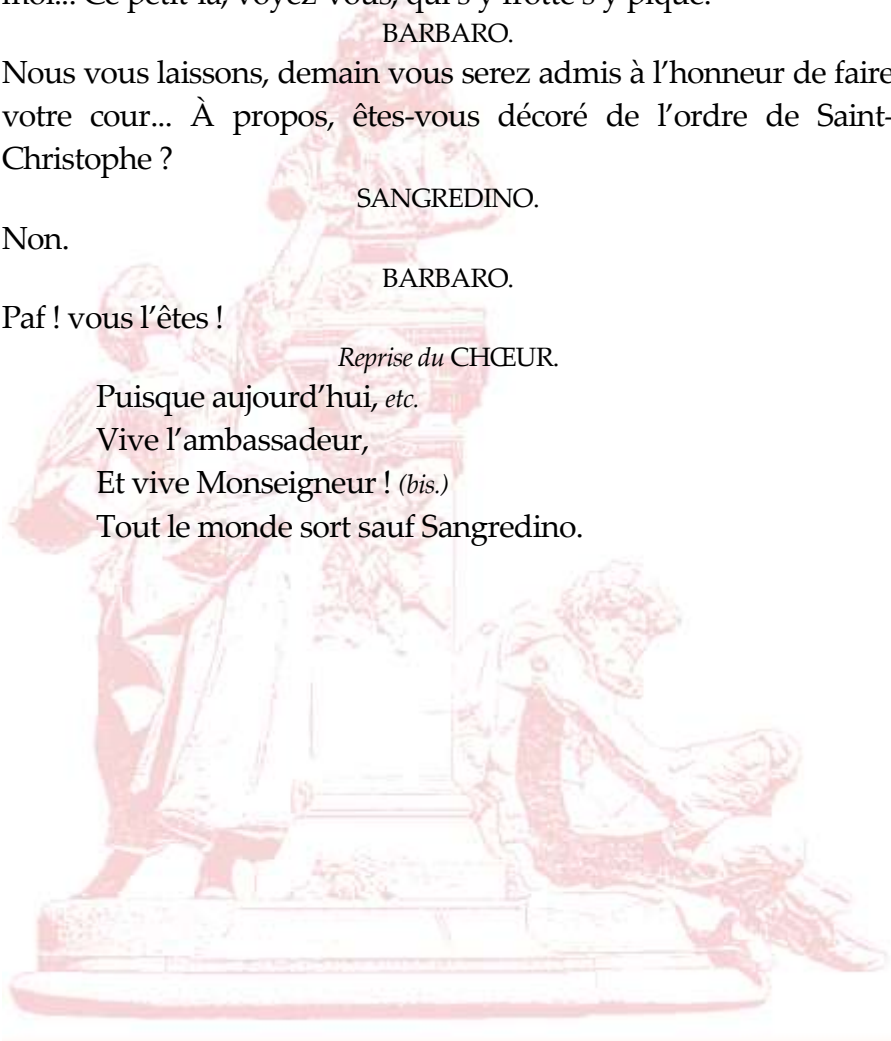 moi... Ce petit-là, voyez-vous, qui s'y frotte s'y pique.
BARBARO.
Nous vous laissons, demain vous serez admis à l'honneur de faire
votre cour... À propos, êtes-vous décoré de l'ordre de Saint-
Christophe ?
SANGREDINO.
Non.
BARBARO.
Paf ! vous l'êtes !
Reprise du CHŒUR.
Puisque aujourd'hui, etc.
Vive l'ambassadeur,
Et vive Monseigneur ! (bis.)
Tout le monde sort sauf Sangredino.